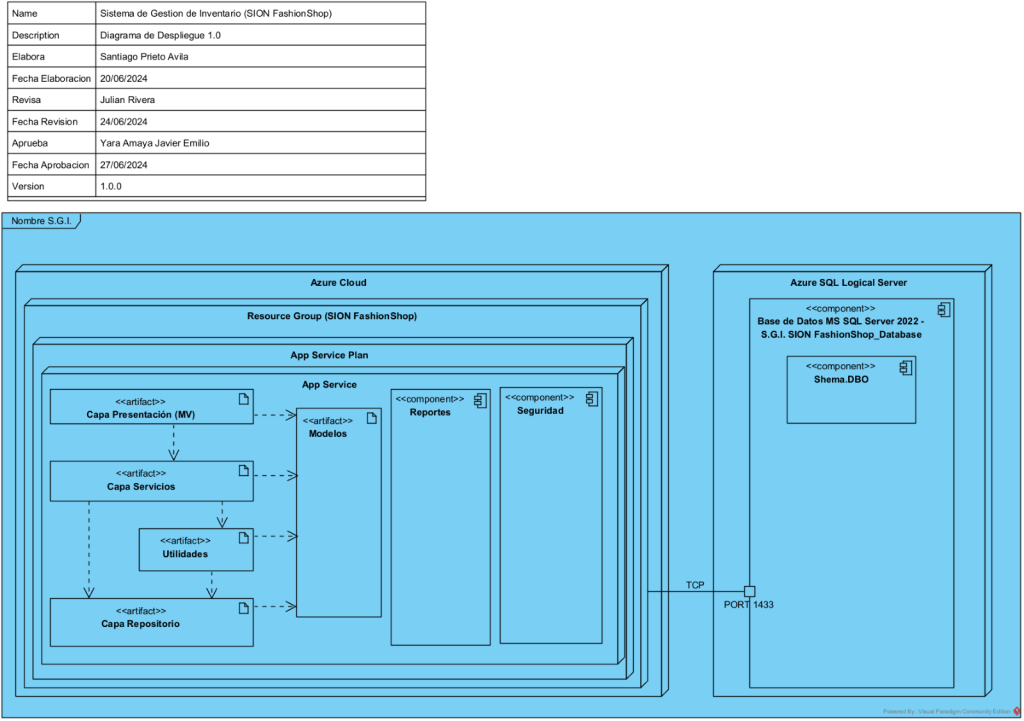 Name Sistema de Gestion de Inventario (SION FashionShop)
Description Diagrama de Despliegue 1.0
Elabora Santiago Prieto Avila
Fecha Elaboracion 20/06/2024
Revisa Julian Rivera
Fecha Revision 24/06/2024
Aprueba Yara Amaya Javier Emilio
Fecha Aprobacion 27/06/2024
Version 1.0.0
Nombre S.G.I.
Azure Cloud
Resource Group (SION FashionShop)
App Service Plan
App Service
<<artifact>>
Capa Presentación (MV)
<<artifact>>
Capa Servicios
<<artifact>>
Utilidades
<<artifact>>
Capa Repositorio
<<artifact>>
Modelos
<<component>>
Reportes
<<component>>
Seguridad
TCP
PORT 1433
Azure SQL Logical Server
<<component>>
Base de Datos MS SQL Server 2022 -
S.G.I. SION FashionShop_Database
<<component>>
Shema.DBO
Powered By: Visual Paradigm Community Edition